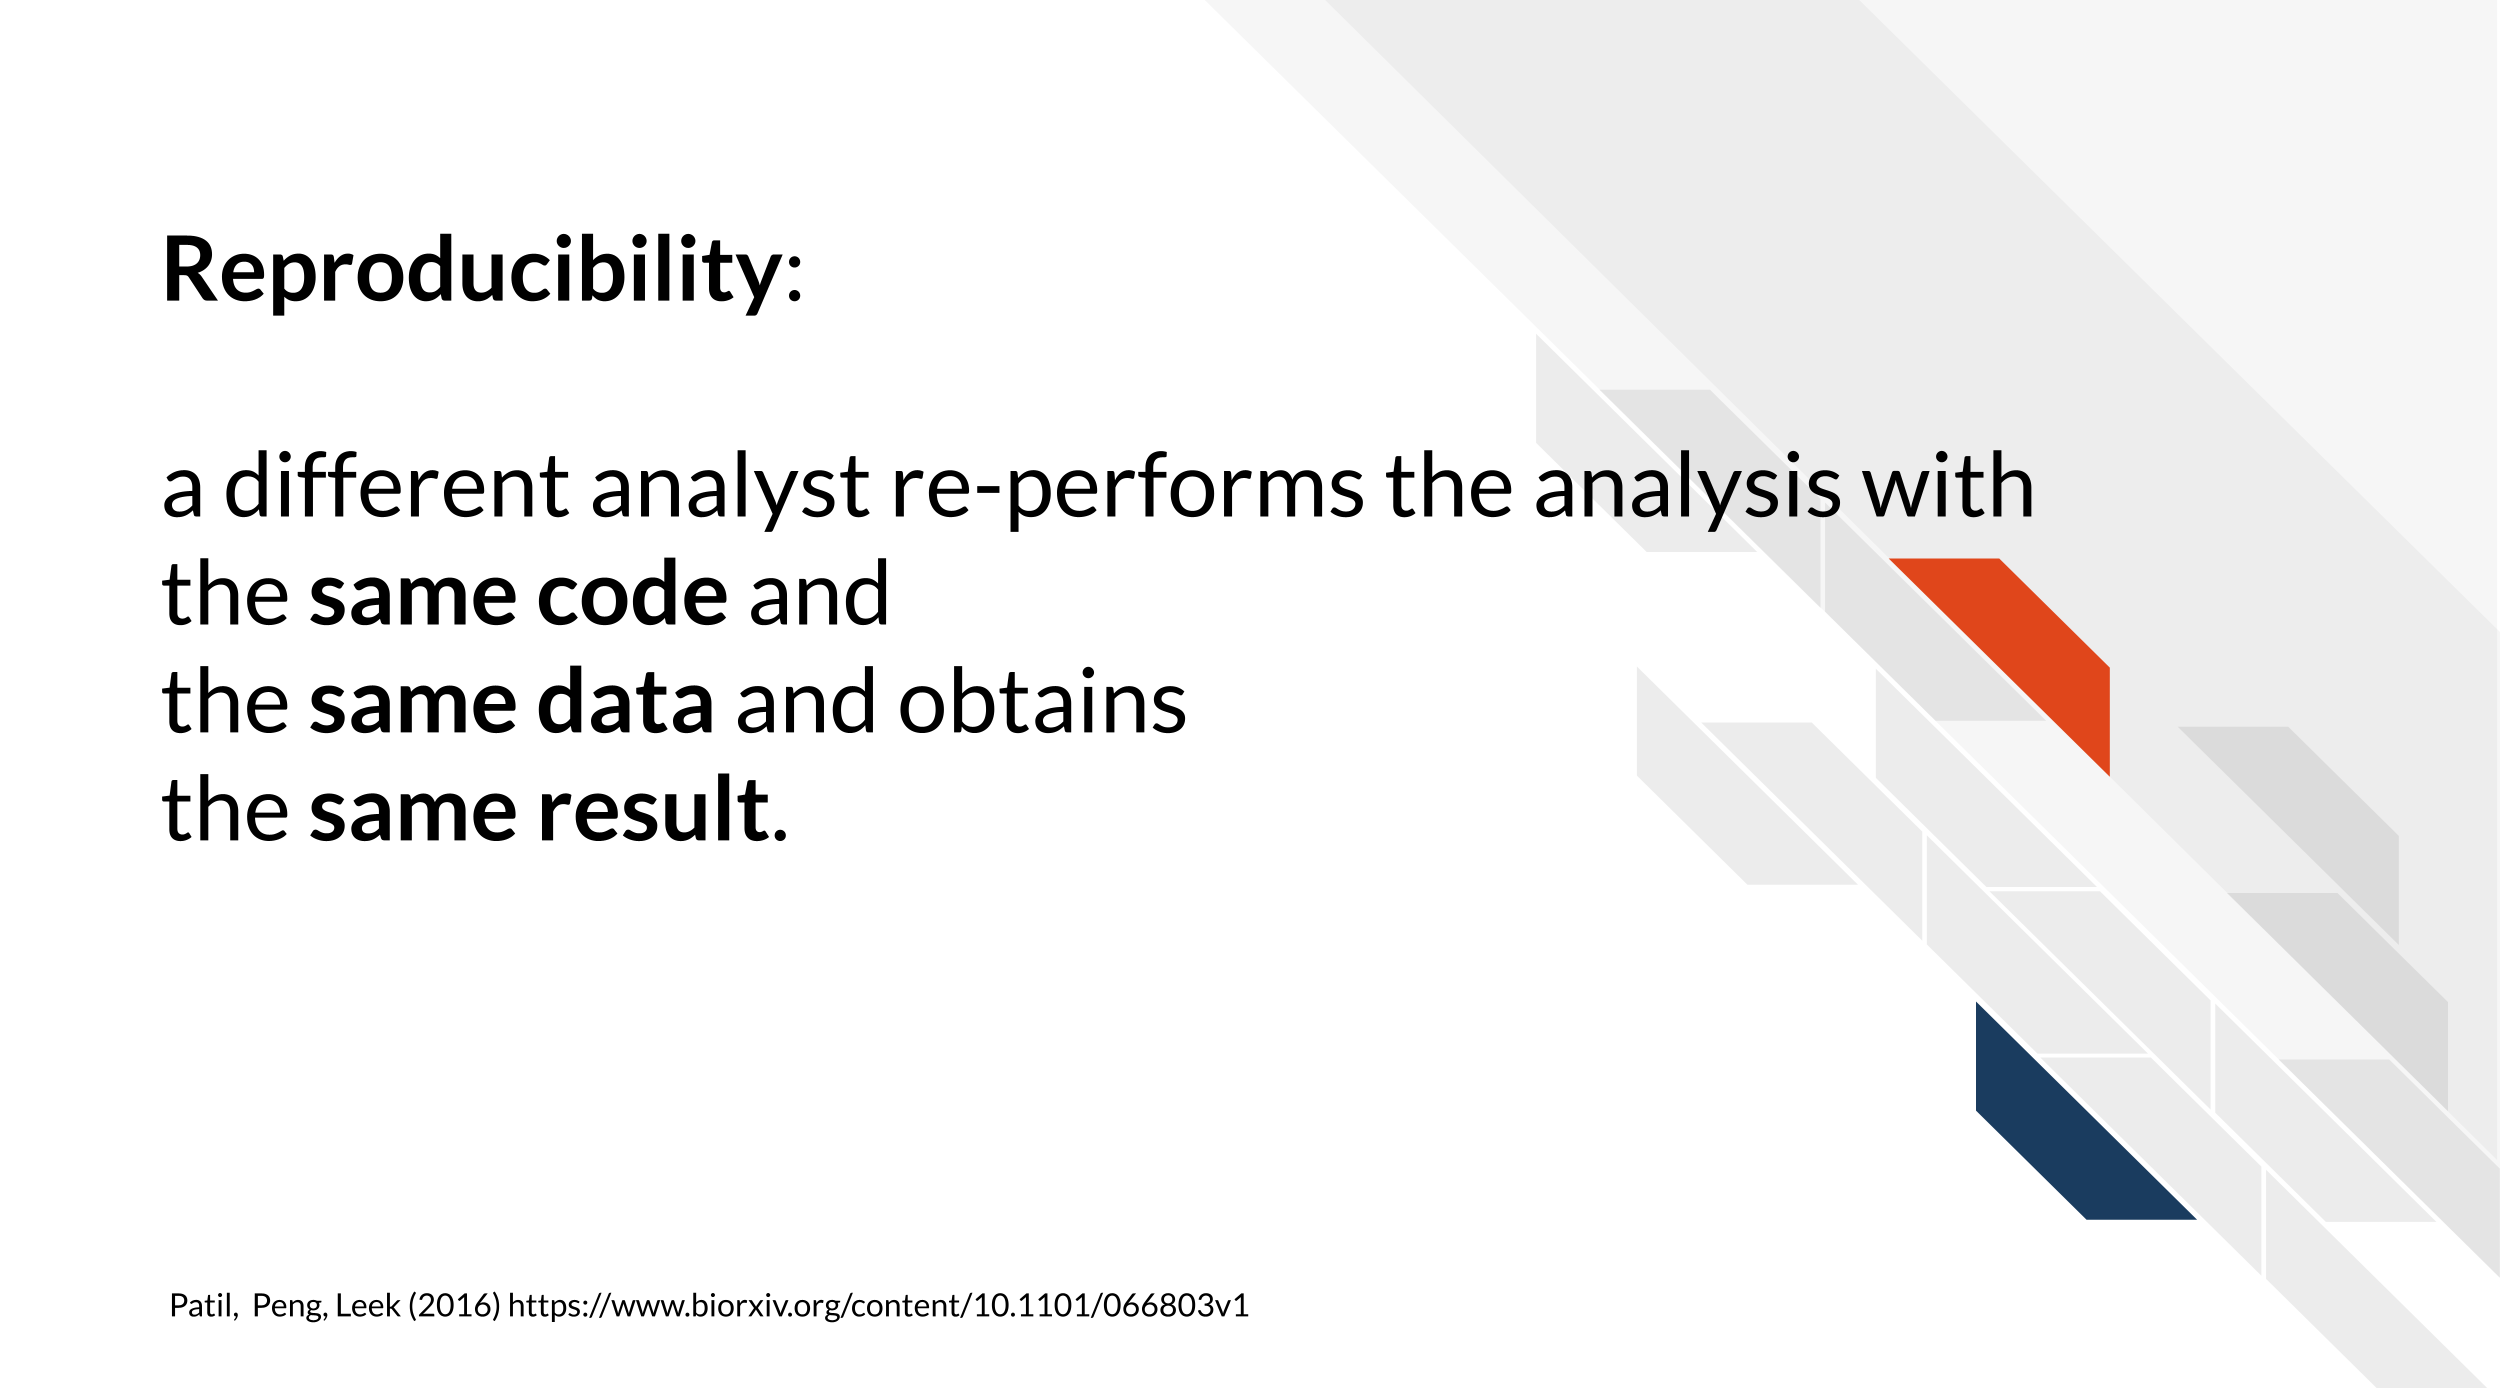 Reproducibility:
a different analyst re-performs the analysis with
the same code and
the same data and obtains
the same result.
Patil, Peng, Leek (2016) https://www.biorxiv.org/content/10.1101/066803v1